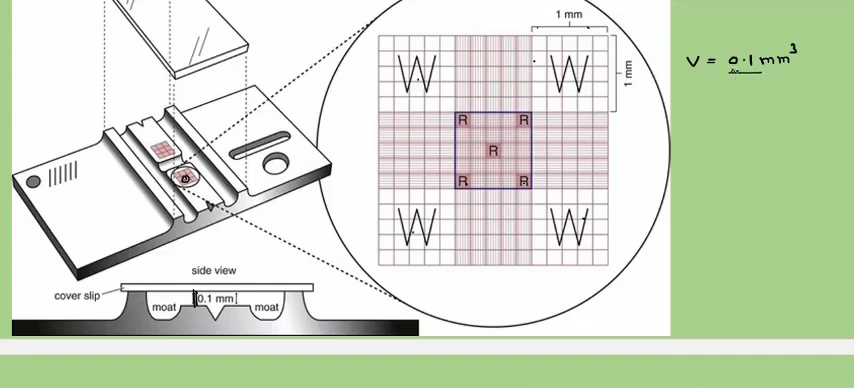 1 mm
W W
1 mm
V = 0.1 mm³
R R
R
R R
W W
side view
cover slip
moat 0.1 mm moat